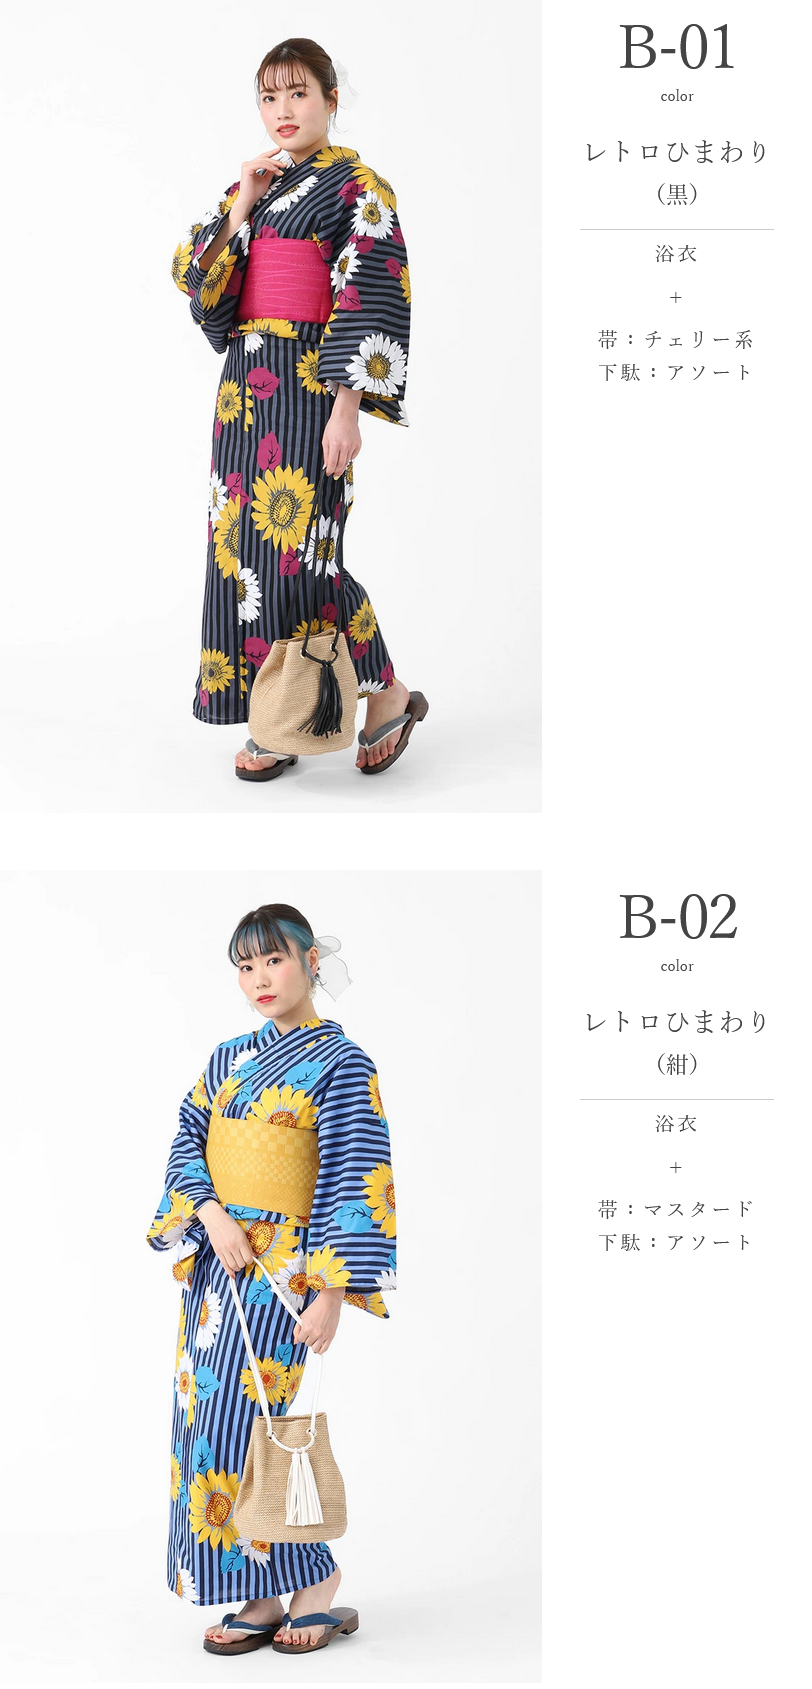 B-01
color
レトロひまわり
（黒）
浴衣
+
帯：チェリー系
下駄：アソート
B-02
color
レトロひまわり
（紺）
浴衣
+
帯：マスタード
下駄：アソート